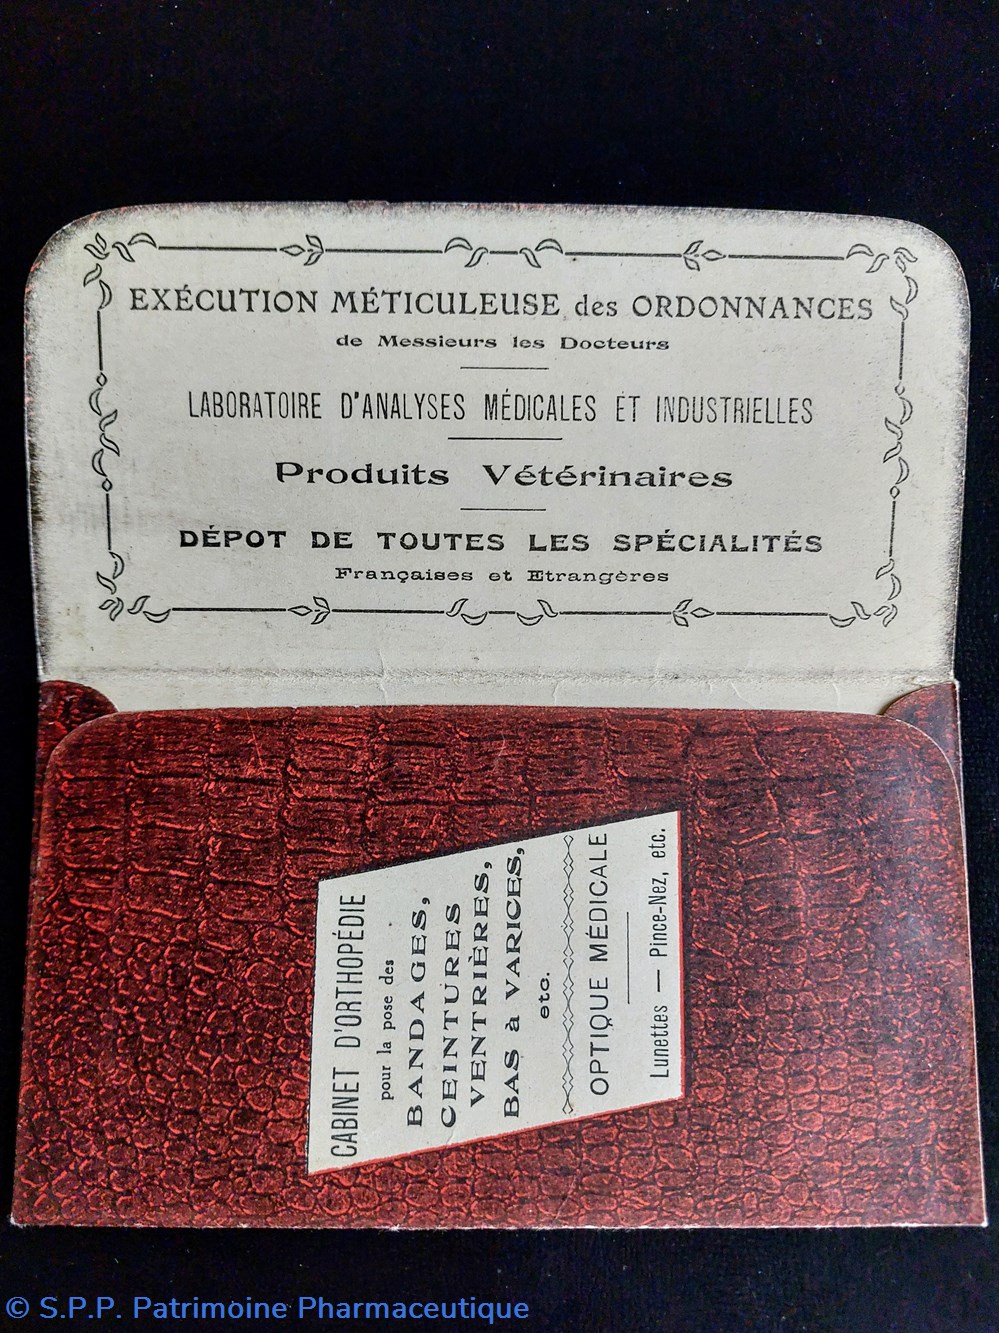 EXÉCUTION MÉTICULEUSE des ORDONNANCES
de Messieurs les Docteurs
LABORATOIRE D'ANALYSES MÉDICALES ET INDUSTRIELLES
Produits Vétérinaires
DÉPOT DE TOUTES LES SPÉCIALITÉS
Françaises et Etrangères
CABINET D'ORTHOPÉDIE
pour la pose des
BANDAGES,
CEINTURES
VENTRIÈRES,
BAS à VARICES,
etc.
OPTIQUE MÉDICALE
Lunettes — Pince-Nez, etc.
© S.P.P. Patrimoine Pharmaceutique